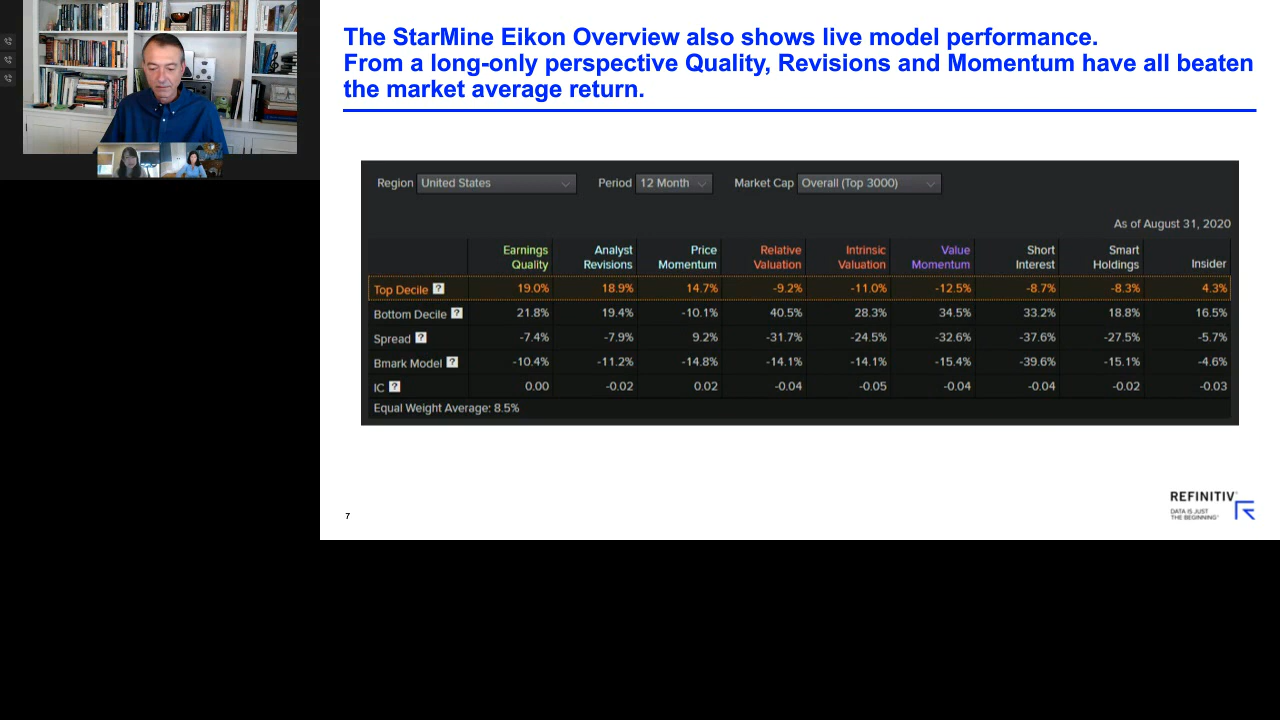 The StarMine Eikon Overview also shows live model performance.
From a long-only perspective Quality, Revisions and Momentum have all beaten
the market average return.
Region United States Period 12 Month Market Cap Overall (Top 3000)
As of August 31, 2020
Earnings Quality Analyst Revisions Price Momentum Relative Valuation Intrinsic Valuation Value Momentum Short Interest Smart Holdings Insider
Top Decile ? 19.0% 18.9% 14.7% -9.2% -11.0% -12.5% -8.7% -8.3% 4.3%
Bottom Decile ? 21.8% 19.4% -10.1% 40.5% 28.3% 34.5% 33.2% 18.8% 16.5%
Spread ? -7.4% -7.9% 9.2% -31.7% -24.5% -32.6% -37.6% -27.5% -5.7%
Bmark Model ? -10.4% -11.2% -14.8% -14.1% -14.1% -15.4% -39.6% -15.1% -4.6%
IC ? 0.00 -0.02 0.02 -0.04 -0.05 -0.04 -0.04 -0.02 -0.03
Equal Weight Average: 8.5%
REFINITIV
DATA IS JUST
THE BEGINNING
7